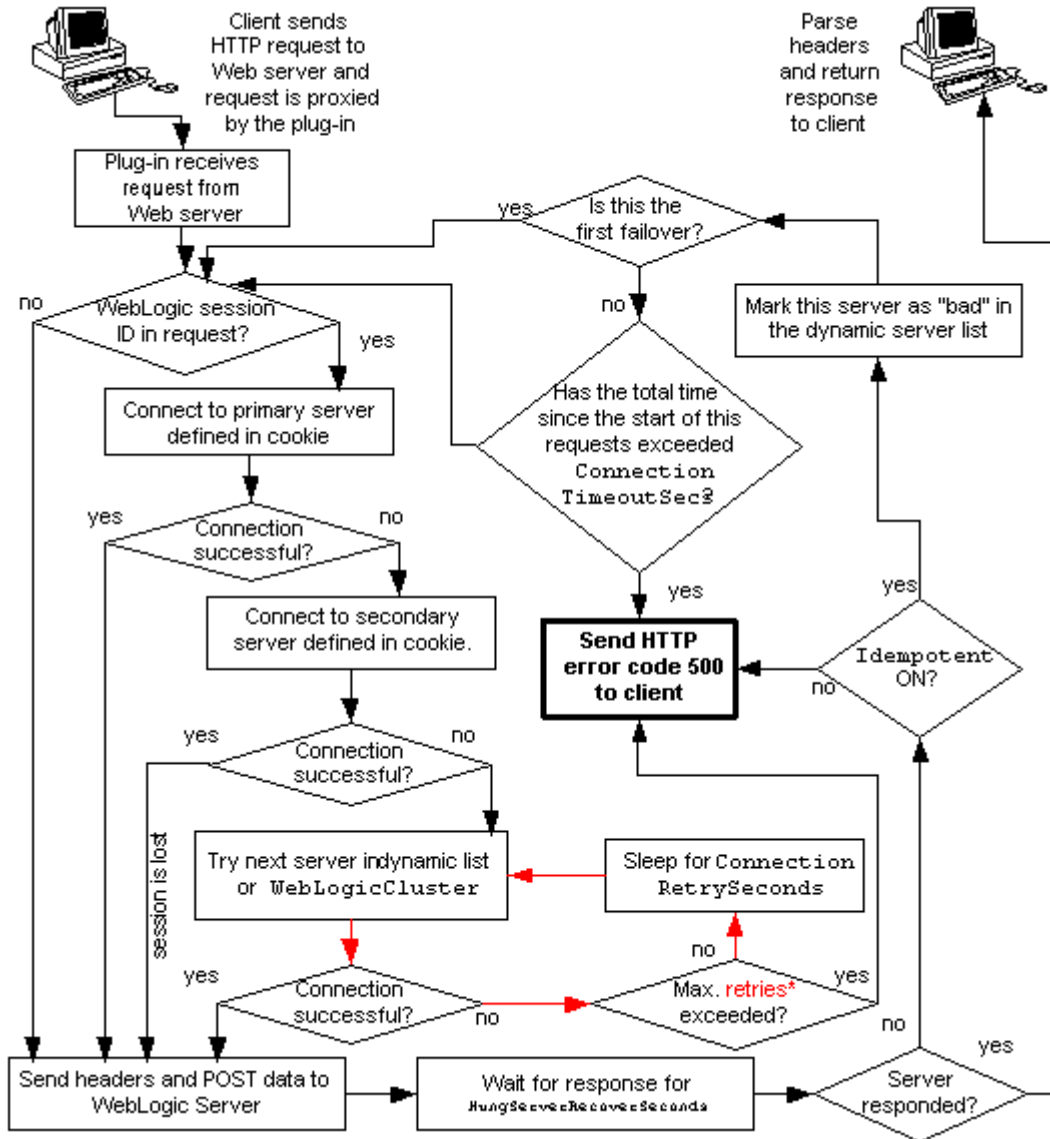 Client sends
HTTP request to
Web server and
request is proxied
by the plug-in
Parse
headers
and return
response
to client
Plug-in receives
request from
Web server
yes
Is this the
first failover?
no
WebLogic session
ID in request?
yes
no
Mark this server as "bad" in
the dynamic server list
Connect to primary server
defined in cookie
Has the total time
since the start of this
requests exceeded
Connection
TimeoutSec?
yes
Connection
successful?
no
yes
yes
Connect to secondary
server defined in cookie.
Send HTTP
error code 500
to client
Idempotent
ON?
no
yes
Connection
successful?
no
session is lost
Try next server indynamic list
or WebLogicCluster
Sleep for Connection
RetrySeconds
no
yes
Connection
successful?
no
Max. retries*
exceeded?
yes
no
yes
Send headers and POST data to
WebLogic Server
Wait for response for
HungServerRecoverSeconds
Server
responded?